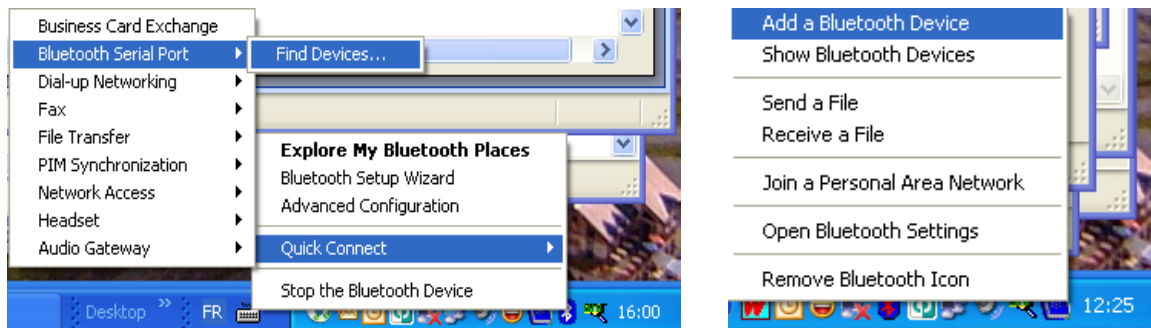 Business Card Exchange
Bluetooth Serial Port
Find Devices...
Dial-up Networking
Fax
File Transfer
PIM Synchronization
Network Access
Headset
Audio Gateway
Explore My Bluetooth Places
Bluetooth Setup Wizard
Advanced Configuration
Quick Connect
Stop the Bluetooth Device
Desktop
FR
16:00
Add a Bluetooth Device
Show Bluetooth Devices
Send a File
Receive a File
Join a Personal Area Network
Open Bluetooth Settings
Remove Bluetooth Icon
12:25